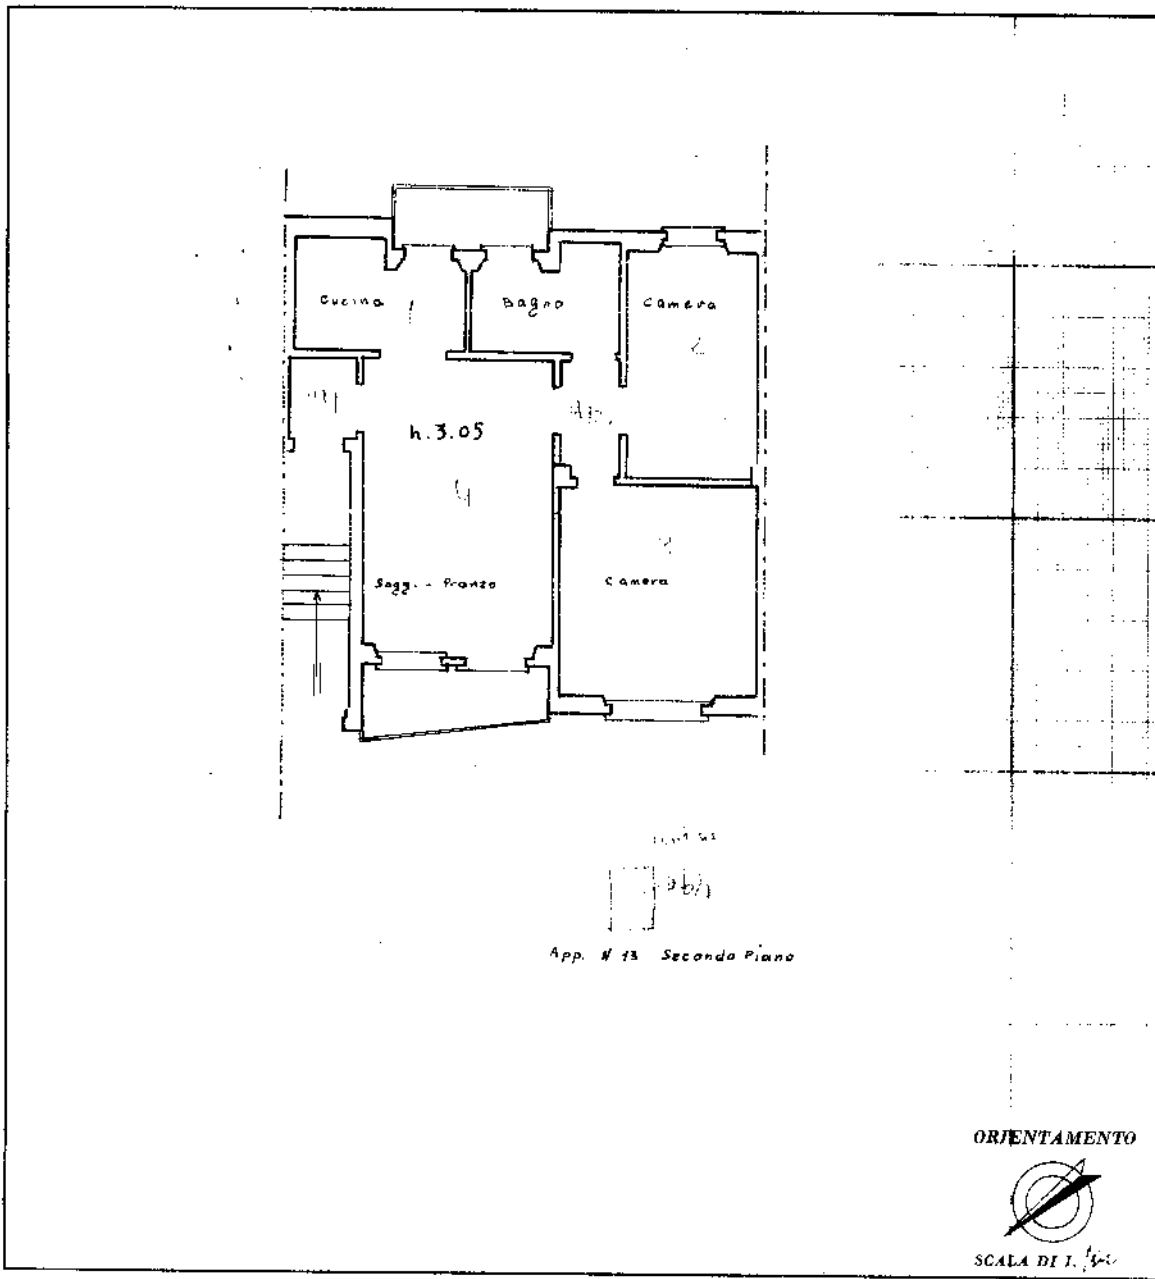 Cucina
Bagno
Camera
h. 3.05
Sogg. - Pranzo
Camera
App. N 13 Secondo Piano
ORIENTAMENTO
SCALA DI 1: